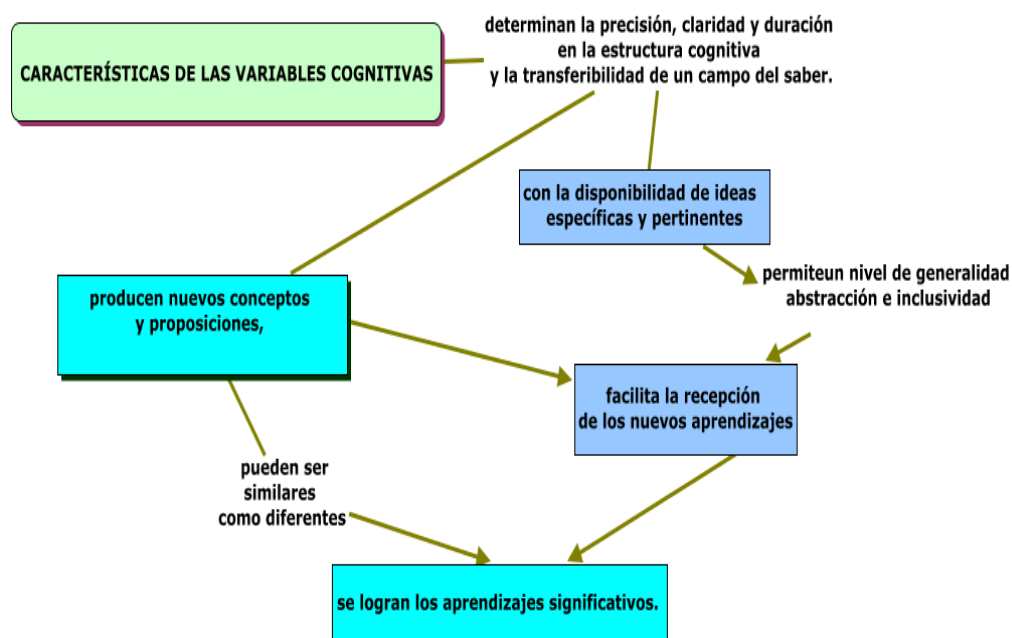 determinan la precisión, claridad y duración
en la estructura cognitiva
y la transferibilidad de un campo del saber.
CARACTERÍSTICAS DE LAS VARIABLES COGNITIVAS
con la disponibilidad de ideas
específicas y pertinentes
permiteun nivel de generalidad
abstracción e inclusividad
producen nuevos conceptos
y proposiciones,
facilita la recepción
de los nuevos aprendizajes
pueden ser
similares
como diferentes
se logran los aprendizajes significativos.